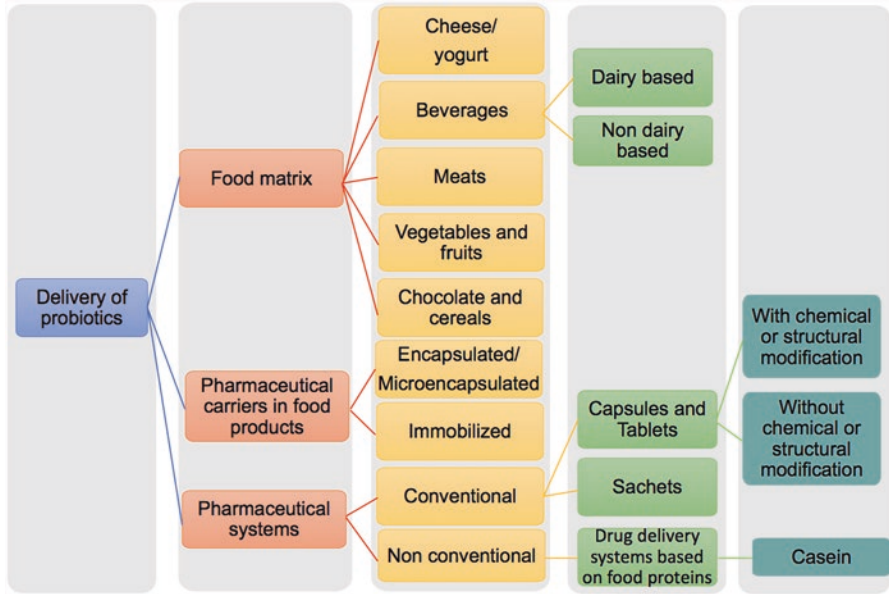 Delivery of
probiotics
Food matrix
Pharmaceutical
carriers in food
products
Pharmaceutical
systems
Cheese/
yogurt
Beverages
Meats
Vegetables and
fruits
Chocolate and
cereals
Encapsulated/
Microencapsulated
Immobilized
Conventional
Non conventional
Dairy based
Non dairy
based
Capsules and
Tablets
Sachets
Drug delivery
systems based
on food proteins
With chemical
or structural
modification
Without
chemical or
structural
modification
Casein